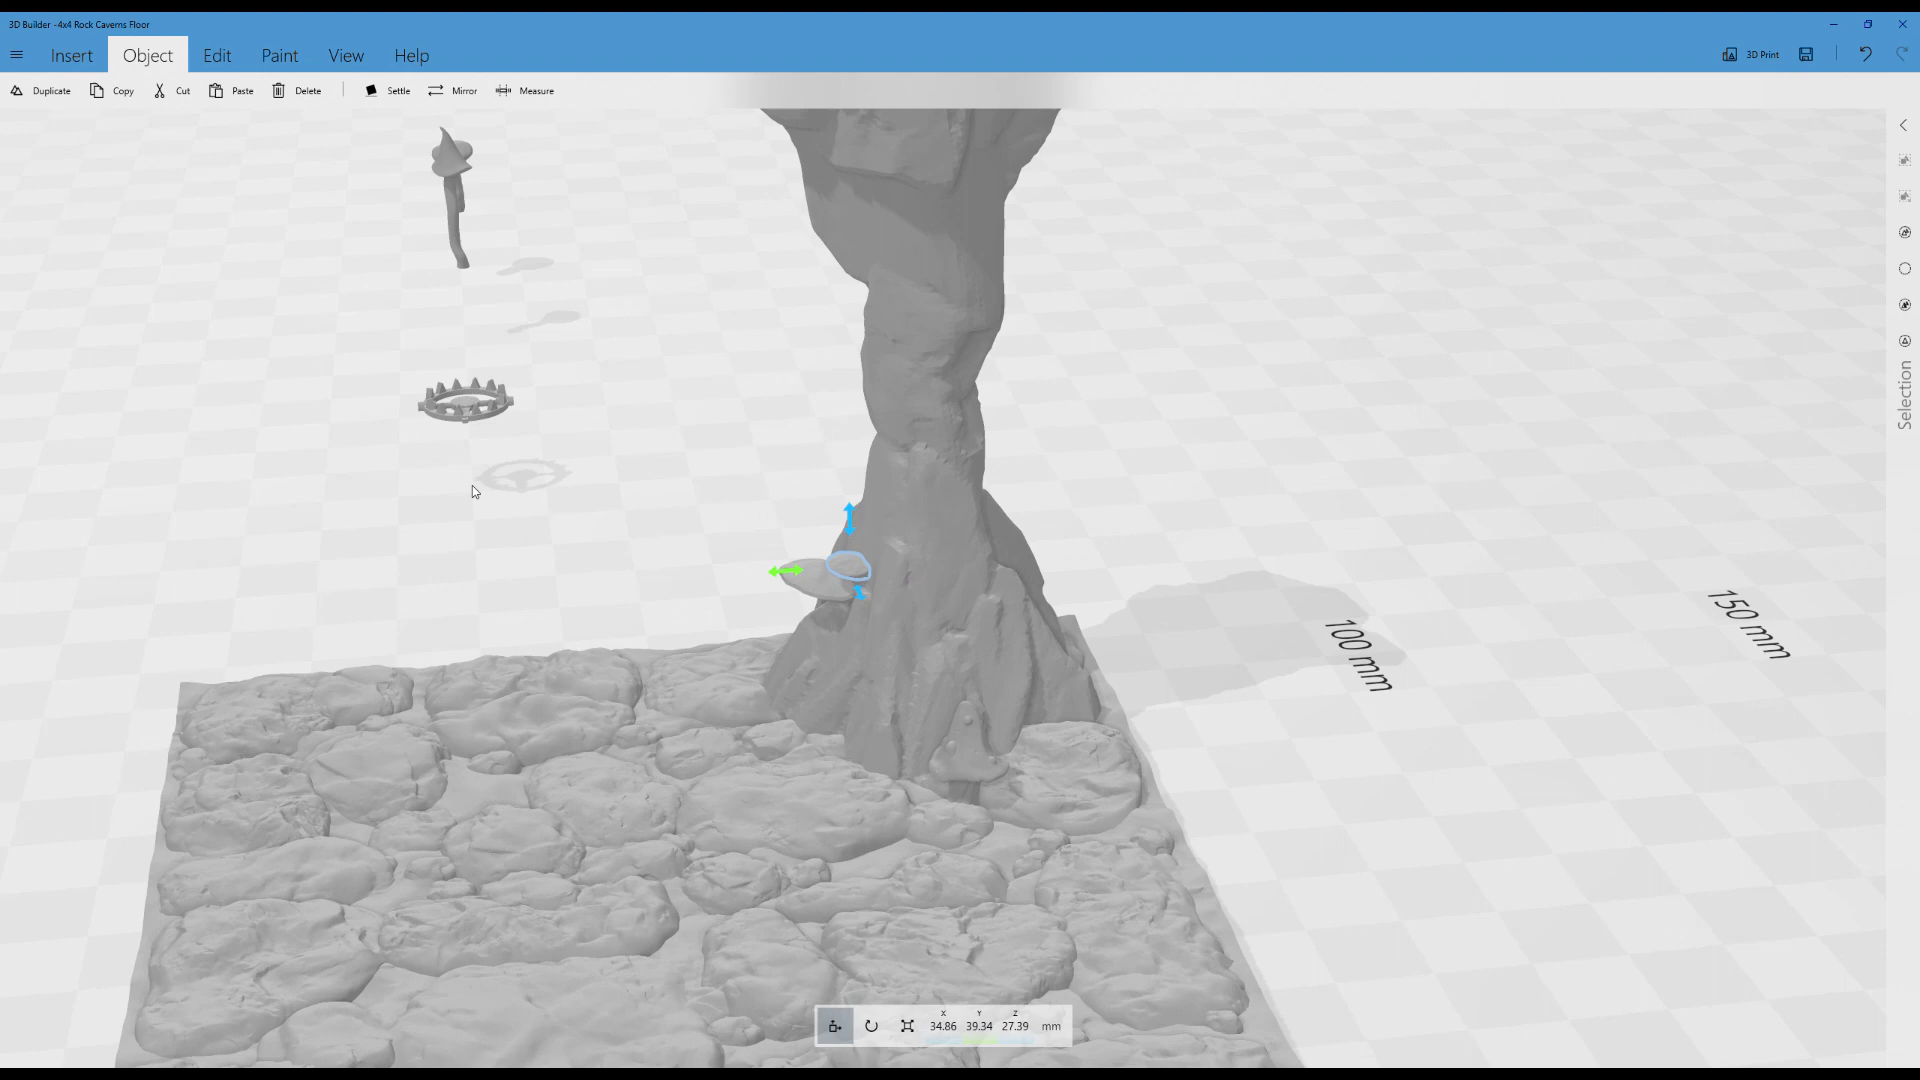 3D Builder - 4x4 Rock Caverns Floor
Insert Object Edit Paint View Help
3D Print
Duplicate Copy Cut Paste Delete Settle Mirror Measure
Selection
150 mm
100 mm
X Y Z
34.86 39.34 27.39 mm